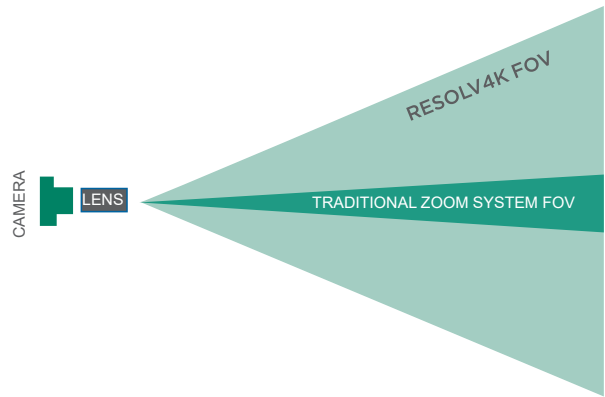 RESOLV4K FOV
CAMERA
LENS
TRADITIONAL ZOOM SYSTEM FOV